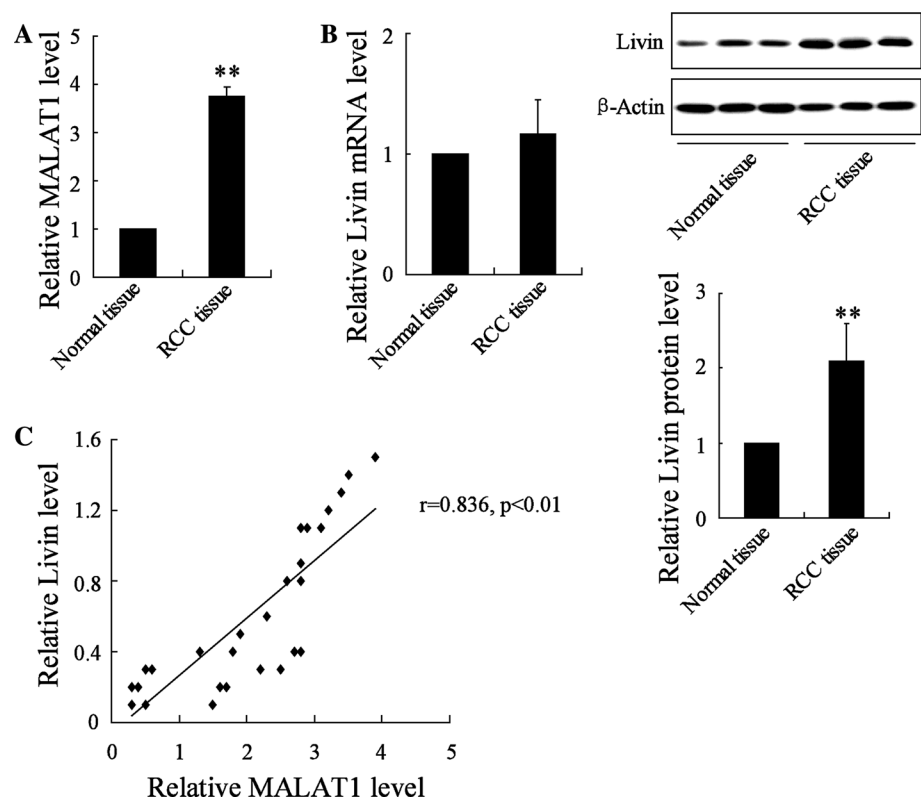 A
Relative MALAT1 level
5
4
3
2
1
0
**
Normal tissue
RCC tissue
B
Relative Livin mRNA level
2
1
0
Normal tissue
RCC tissue
Livin
β-Actin
Normal tissue
RCC tissue
Relative Livin protein level
3
2
1
0
**
Normal tissue
RCC tissue
C
Relative Livin level
1.6
1.2
0.8
0.4
0
r=0.836, p<0.01
0 1 2 3 4 5
Relative MALAT1 level